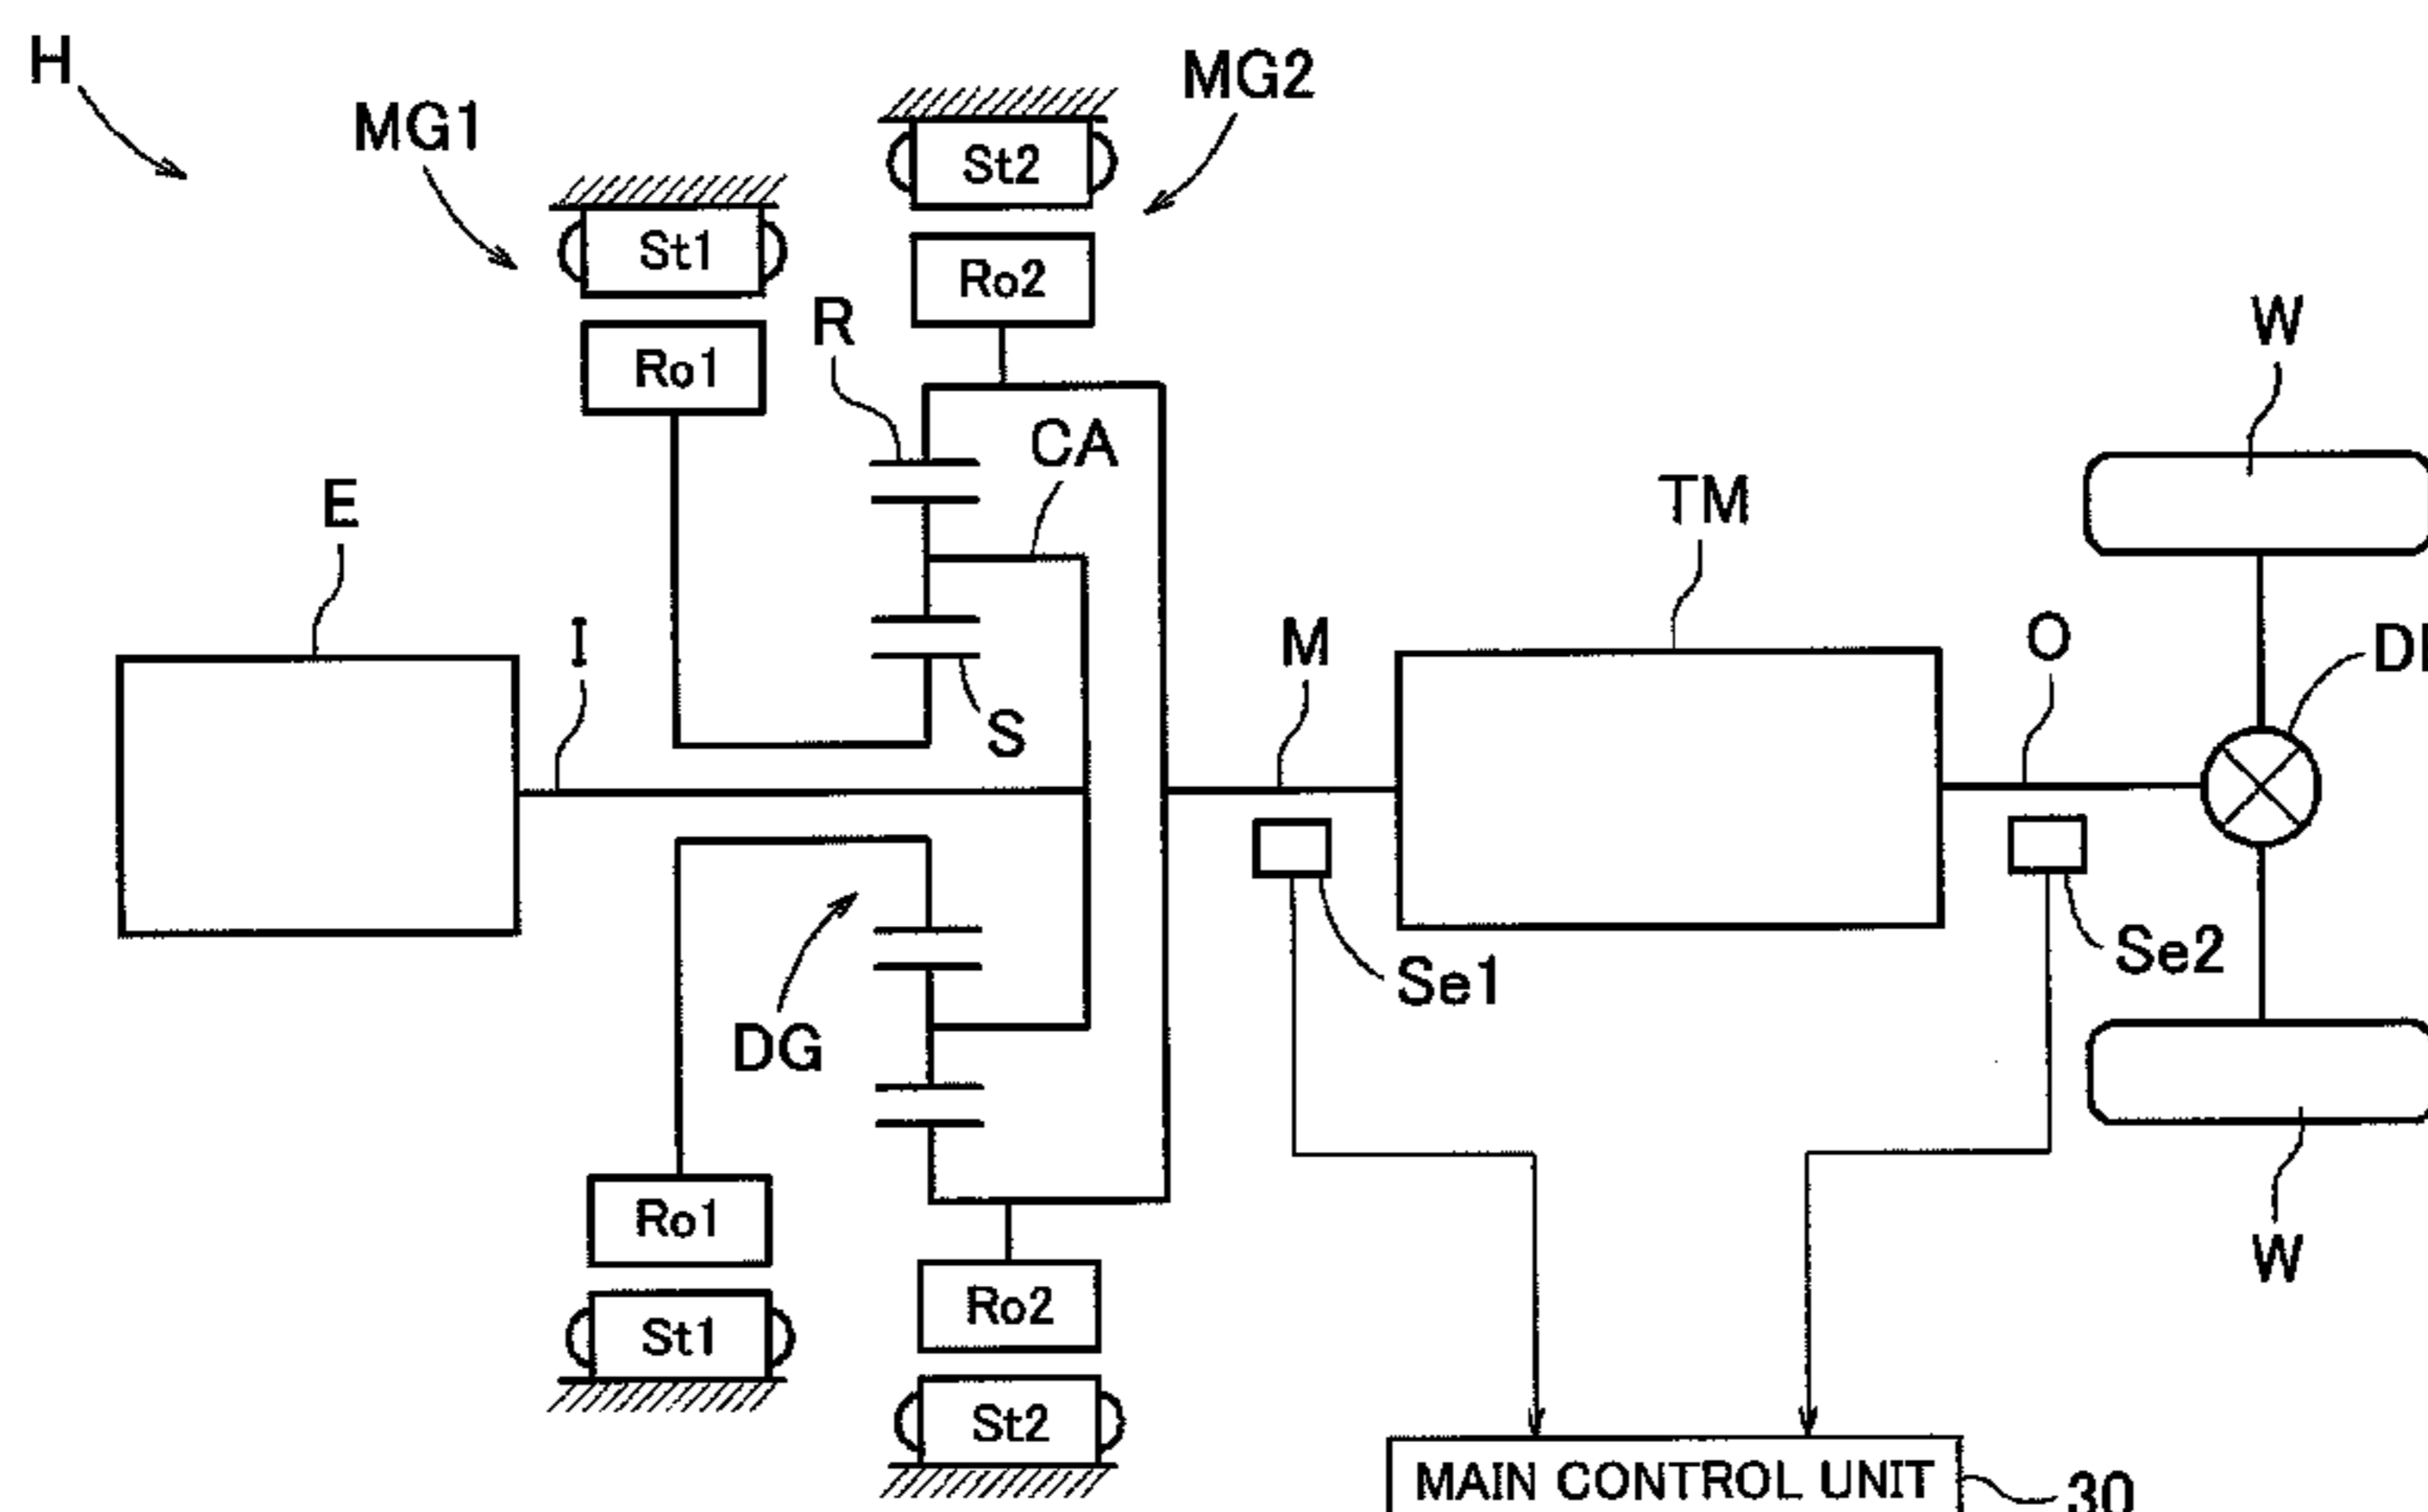 H
MG1
MG2
St2
St1
Ro2
R
Ro1
W
CA
E
TM
I
M
O
S
Se2
Se1
DG
Ro1
W
Ro2
St1
St2
MAIN CONTROL UNIT
30